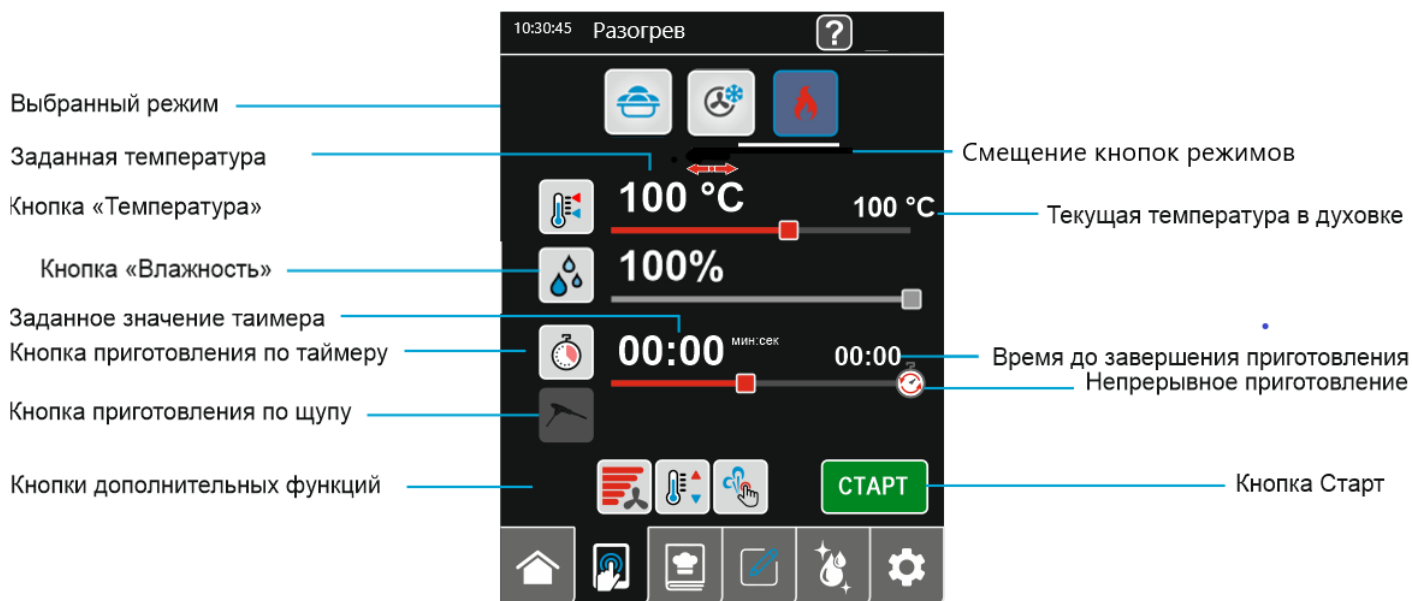 10:30:45 Разогрев ?
Выбранный режим
Заданная температура
Смещение кнопок режимов
Кнопка «Температура»
100 °C
100 °C
Текущая температура в духовке
Кнопка «Влажность»
100%
Заданное значение таимера
Кнопка приготовления по таймеру
00:00 мин:сек
00:00
Время до завершения приготовления
Непрерывное приготовление
Кнопка приготовления по щупу
Кнопки дополнительных функций
СТАРТ
Кнопка Старт